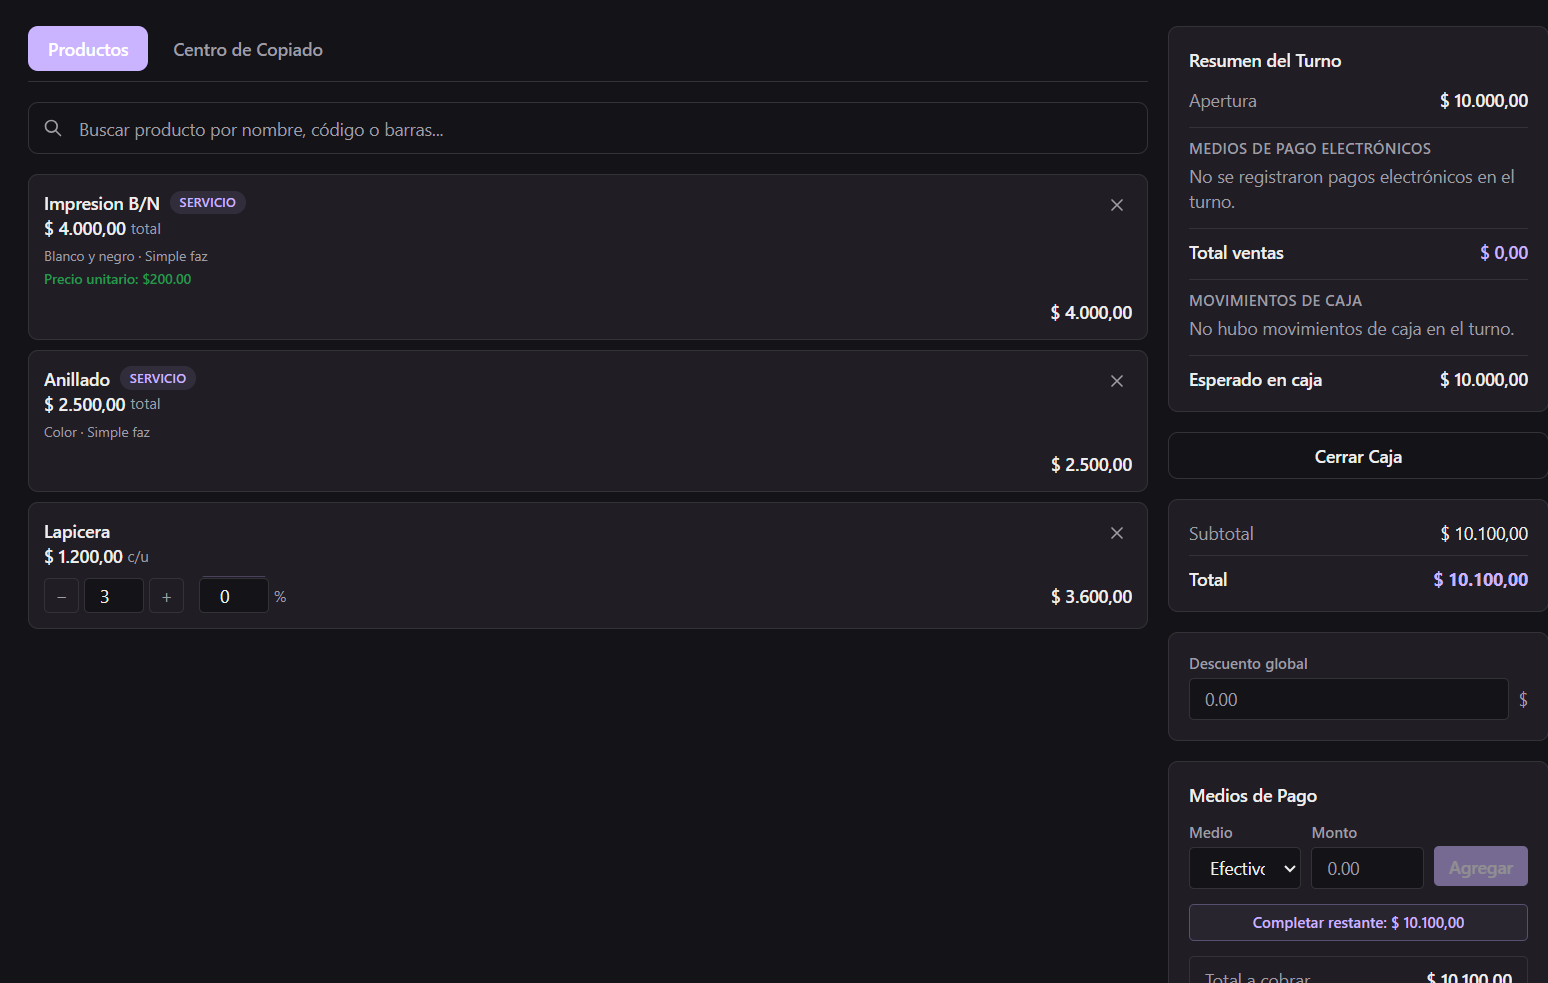 Productos
Centro de Copiado
Buscar producto por nombre, código o barras...
Impresion B/N SERVICIO
$ 4.000,00 total
Blanco y negro · Simple faz
Precio unitario: $200.00
$ 4.000,00
Anillado SERVICIO
$ 2.500,00 total
Color · Simple faz
$ 2.500,00
Lapicera
$ 1.200,00 c/u
− 3 + 0 %
$ 3.600,00
Resumen del Turno
Apertura $ 10.000,00
MEDIOS DE PAGO ELECTRÓNICOS
No se registraron pagos electrónicos en el
turno.
Total ventas $ 0,00
MOVIMIENTOS DE CAJA
No hubo movimientos de caja en el turno.
Esperado en caja $ 10.000,00
Cerrar Caja
Subtotal $ 10.100,00
Total $ 10.100,00
Descuento global
0.00 $
Medios de Pago
Medio Monto
Efectivo 0.00 Agregar
Completar restante: $ 10.100,00
Total a cobrar $ 10.100,00